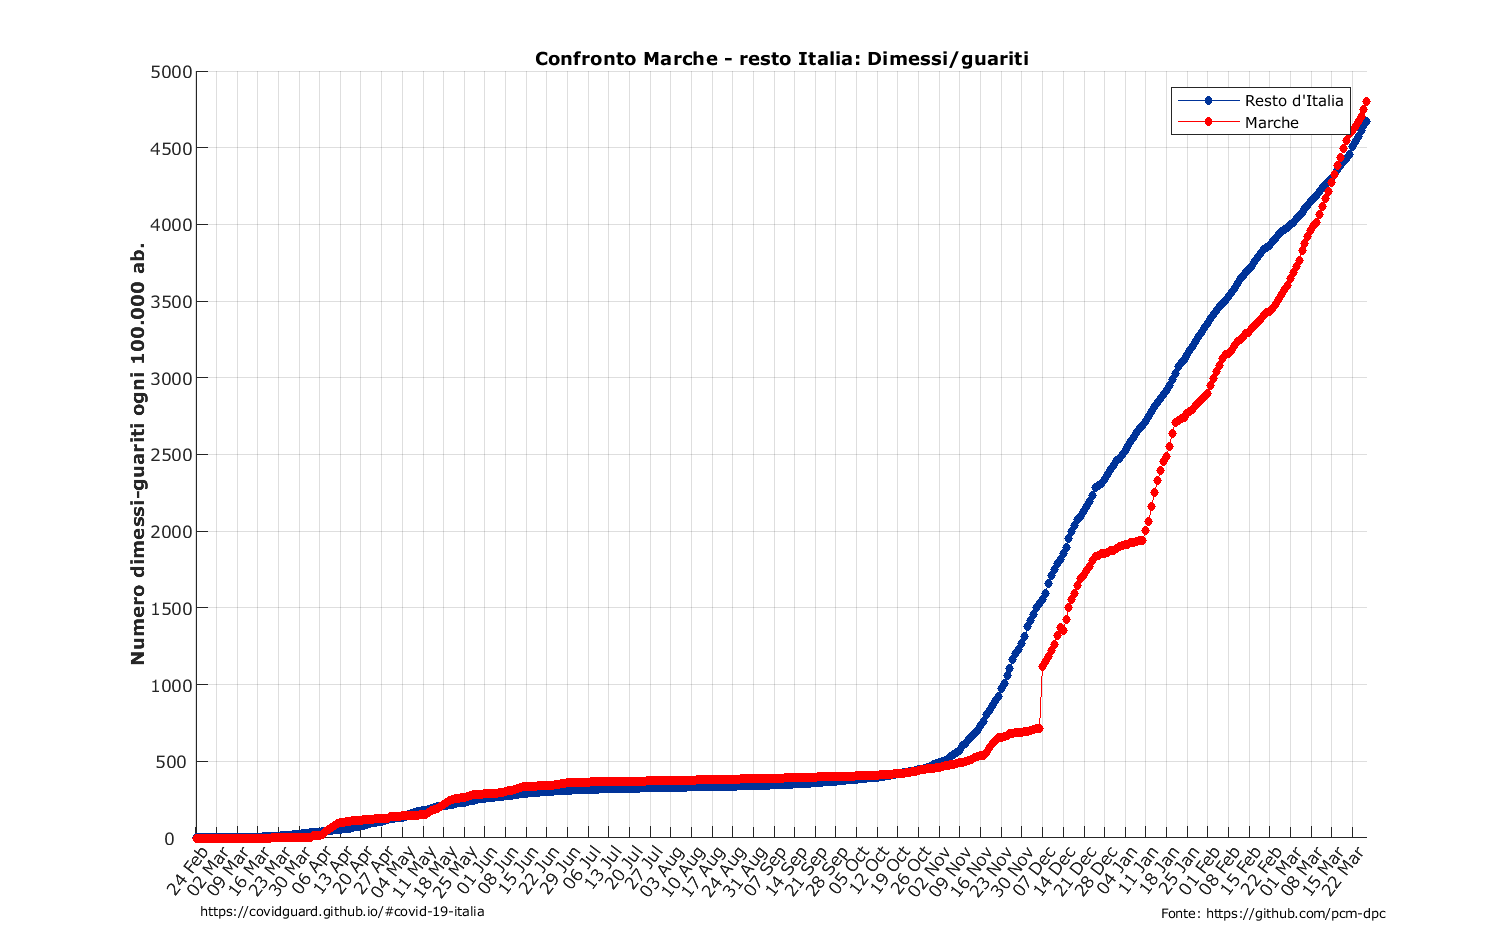 Confronto Marche - resto Italia: Dimessi/guariti
Numero dimessi-guariti ogni 100.000 ab.
5000
4500
4000
3500
3000
2500
2000
1500
1000
500
0
Resto d'Italia
Marche
24 Feb
02 Mar
09 Mar
16 Mar
23 Mar
30 Mar
06 Apr
13 Apr
20 Apr
27 Apr
04 May
11 May
18 May
25 May
01 Jun
08 Jun
15 Jun
22 Jun
29 Jun
06 Jul
13 Jul
20 Jul
27 Jul
03 Aug
10 Aug
17 Aug
24 Aug
31 Aug
07 Sep
14 Sep
21 Sep
28 Sep
05 Oct
12 Oct
19 Oct
26 Oct
02 Nov
09 Nov
16 Nov
23 Nov
30 Nov
07 Dec
14 Dec
21 Dec
28 Dec
04 Jan
11 Jan
18 Jan
25 Jan
01 Feb
08 Feb
15 Feb
22 Feb
01 Mar
08 Mar
15 Mar
22 Mar
https://covidguard.github.io/#covid-19-italia
Fonte: https://github.com/pcm-dpc